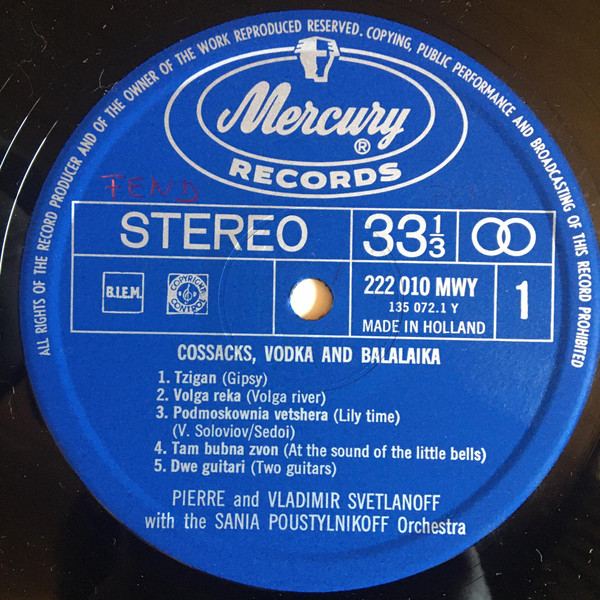 ALL RIGHTS OF THE RECORD PRODUCER AND OF THE OWNER OF THE WORK REPRODUCED RESERVED. COPYING, PUBLIC PERFORMANCE AND BROADCASTING OF THIS RECORD PROHIBITED
Mercury
®
RECORDS
FEND
STEREO
33 1/3
B.I.E.M.
COPYRIGHT CONTROL
222 010 MWY
135 072.1 Y
MADE IN HOLLAND
1
COSSACKS, VODKA AND BALALAIKA
1. Tzigan (Gipsy)
2. Volga reka (Volga river)
3. Podmoskownia vetshera (Lily time)
(V. Soloviov/Sedoi)
4. Tam bubna zvon (At the sound of the little bells)
5. Dwe guitari (Two guitars)
PIERRE and VLADIMIR SVETLANOFF
with the SANIA POUSTYLNIKOFF Orchestra